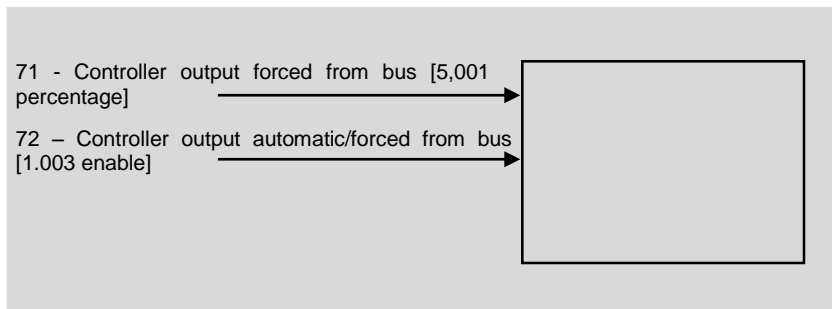 71 - Controller output forced from bus [5,001
percentage]
72 – Controller output automatic/forced from bus
[1.003 enable]